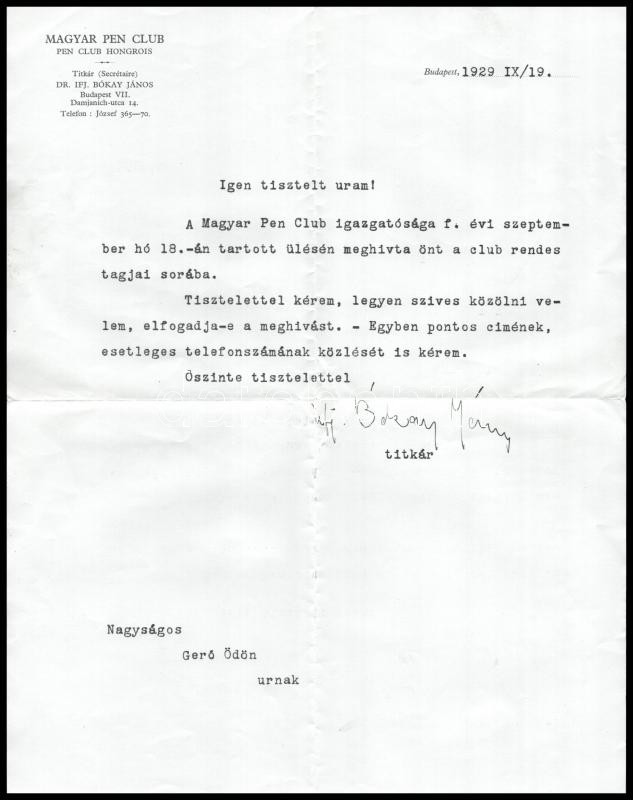 MAGYAR PEN CLUB
PEN CLUB HONGROIS
Titkár (Secrétaire)
DR. IFJ. BÓKAY JÁNOS
Budapest VII.
Damjanich-utca 14.
Telefon : József 365—70.
Budapest, 1929 IX/19.
Igen tisztelt uram!
A Magyar Pen Club igazgatósága f. évi szeptem-
ber hó 18.-án tartott ülésén meghivta önt a club rendes
tagjai sorába.
Tisztelettel kérem, legyen szives közölni ve-
lem, elfogadja-e a meghivást. - Egyben pontos cimének,
esetleges telefonszámának közlését is kérem.
Öszinte tisztelettel
ifj. Bókay János
titkár
Nagyságos
Geró Ödön
urnak